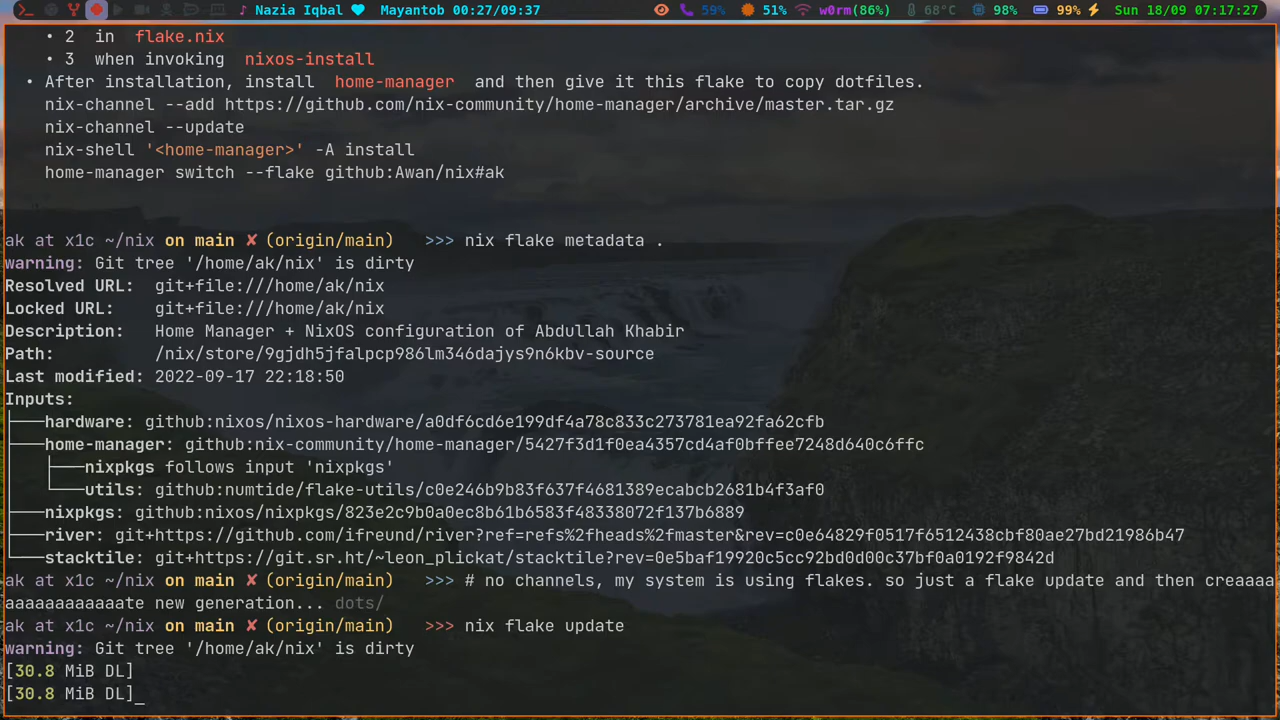 Nazia Iqbal Mayantob 00:27/09:37 59% 51% w0rm(86%) 68°C 98% 99% Sun 18/09 07:17:27
• 2 in flake.nix
• 3 when invoking nixos-install
• After installation, install home-manager and then give it this flake to copy dotfiles.
nix-channel --add https://github.com/nix-community/home-manager/archive/master.tar.gz
nix-channel --update
nix-shell '<home-manager>' -A install
home-manager switch --flake github:Awan/nix#ak
ak at x1c ~/nix on main ✘ (origin/main) >>> nix flake metadata .
warning: Git tree '/home/ak/nix' is dirty
Resolved URL: git+file:///home/ak/nix
Locked URL: git+file:///home/ak/nix
Description: Home Manager + NixOS configuration of Abdullah Khabir
Path: /nix/store/9gjdh5jfalpcp986lm346dajys9n6kbv-source
Last modified: 2022-09-17 22:18:50
Inputs:
├───hardware: github:nixos/nixos-hardware/a0df6cd6e199df4a78c833c273781ea92fa62cfb
├───home-manager: github:nix-community/home-manager/5427f3d1f0ea4357cd4af0bffee7248d640c6ffc
│   ├───nixpkgs follows input 'nixpkgs'
│   └───utils: github:numtide/flake-utils/c0e246b9b83f637f4681389ecabcb2681b4f3af0
├───nixpkgs: github:nixos/nixpkgs/823e2c9b0a0ec8b61b6583f48338072f137b6889
├───river: git+https://github.com/ifreund/river?ref=refs%2fheads%2fmaster&rev=c0e64829f0517f6512438cbf80ae27bd21986b47
└───stacktile: git+https://git.sr.ht/~leon_plickat/stacktile?rev=0e5baf19920c5cc92bd0d00c37bf0a0192f9842d
ak at x1c ~/nix on main ✘ (origin/main) >>> # no channels, my system is using flakes. so just a flake update and then creaaaa
aaaaaaaaaaaate new generation... dots/
ak at x1c ~/nix on main ✘ (origin/main) >>> nix flake update
warning: Git tree '/home/ak/nix' is dirty
[30.8 MiB DL]
[30.8 MiB DL]_